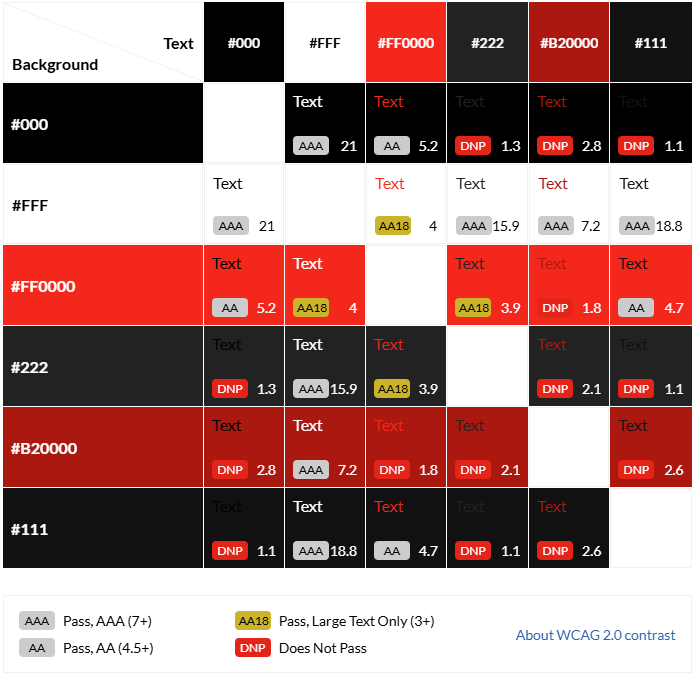 Text
Background
#000 #FFF #FF0000 #222 #B20000 #111
#000
Text Text Text Text Text
AAA 21 AA 5.2 DNP 1.3 DNP 2.8 DNP 1.1
#FFF
Text Text Text Text Text
AAA 21 AA18 4 AAA 15.9 AAA 7.2 AAA 18.8
#FF0000
Text Text Text Text Text
AA 5.2 AA18 4 AA18 3.9 DNP 1.8 AA 4.7
#222
Text Text Text Text Text
DNP 1.3 AAA 15.9 AA18 3.9 DNP 2.1 DNP 1.1
#B20000
Text Text Text Text Text
DNP 2.8 AAA 7.2 DNP 1.8 DNP 2.1 DNP 2.6
#111
Text Text Text Text Text
DNP 1.1 AAA 18.8 AA 4.7 DNP 1.1 DNP 2.6
AAA Pass, AAA (7+)
AA18 Pass, Large Text Only (3+)
About WCAG 2.0 contrast
AA Pass, AA (4.5+)
DNP Does Not Pass